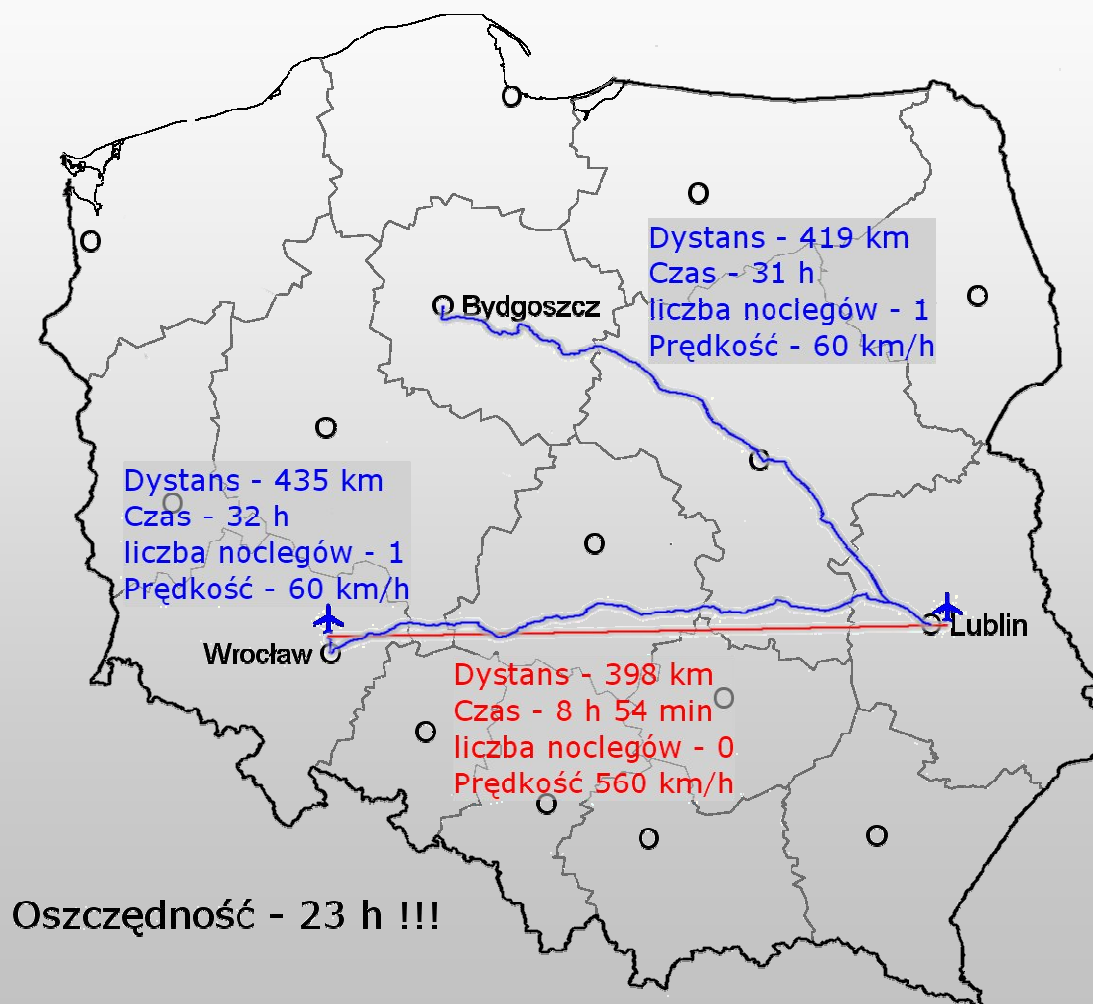 Dystans - 419 km
Czas - 31 h
liczba noclegów - 1
Prędkość - 60 km/h
Bydgoszcz
Dystans - 435 km
Czas - 32 h
liczba noclegów - 1
Prędkość - 60 km/h
Wrocław
Lublin
Dystans - 398 km
Czas - 8 h 54 min
liczba noclegów - 0
Prędkość 560 km/h
Oszczędność - 23 h !!!